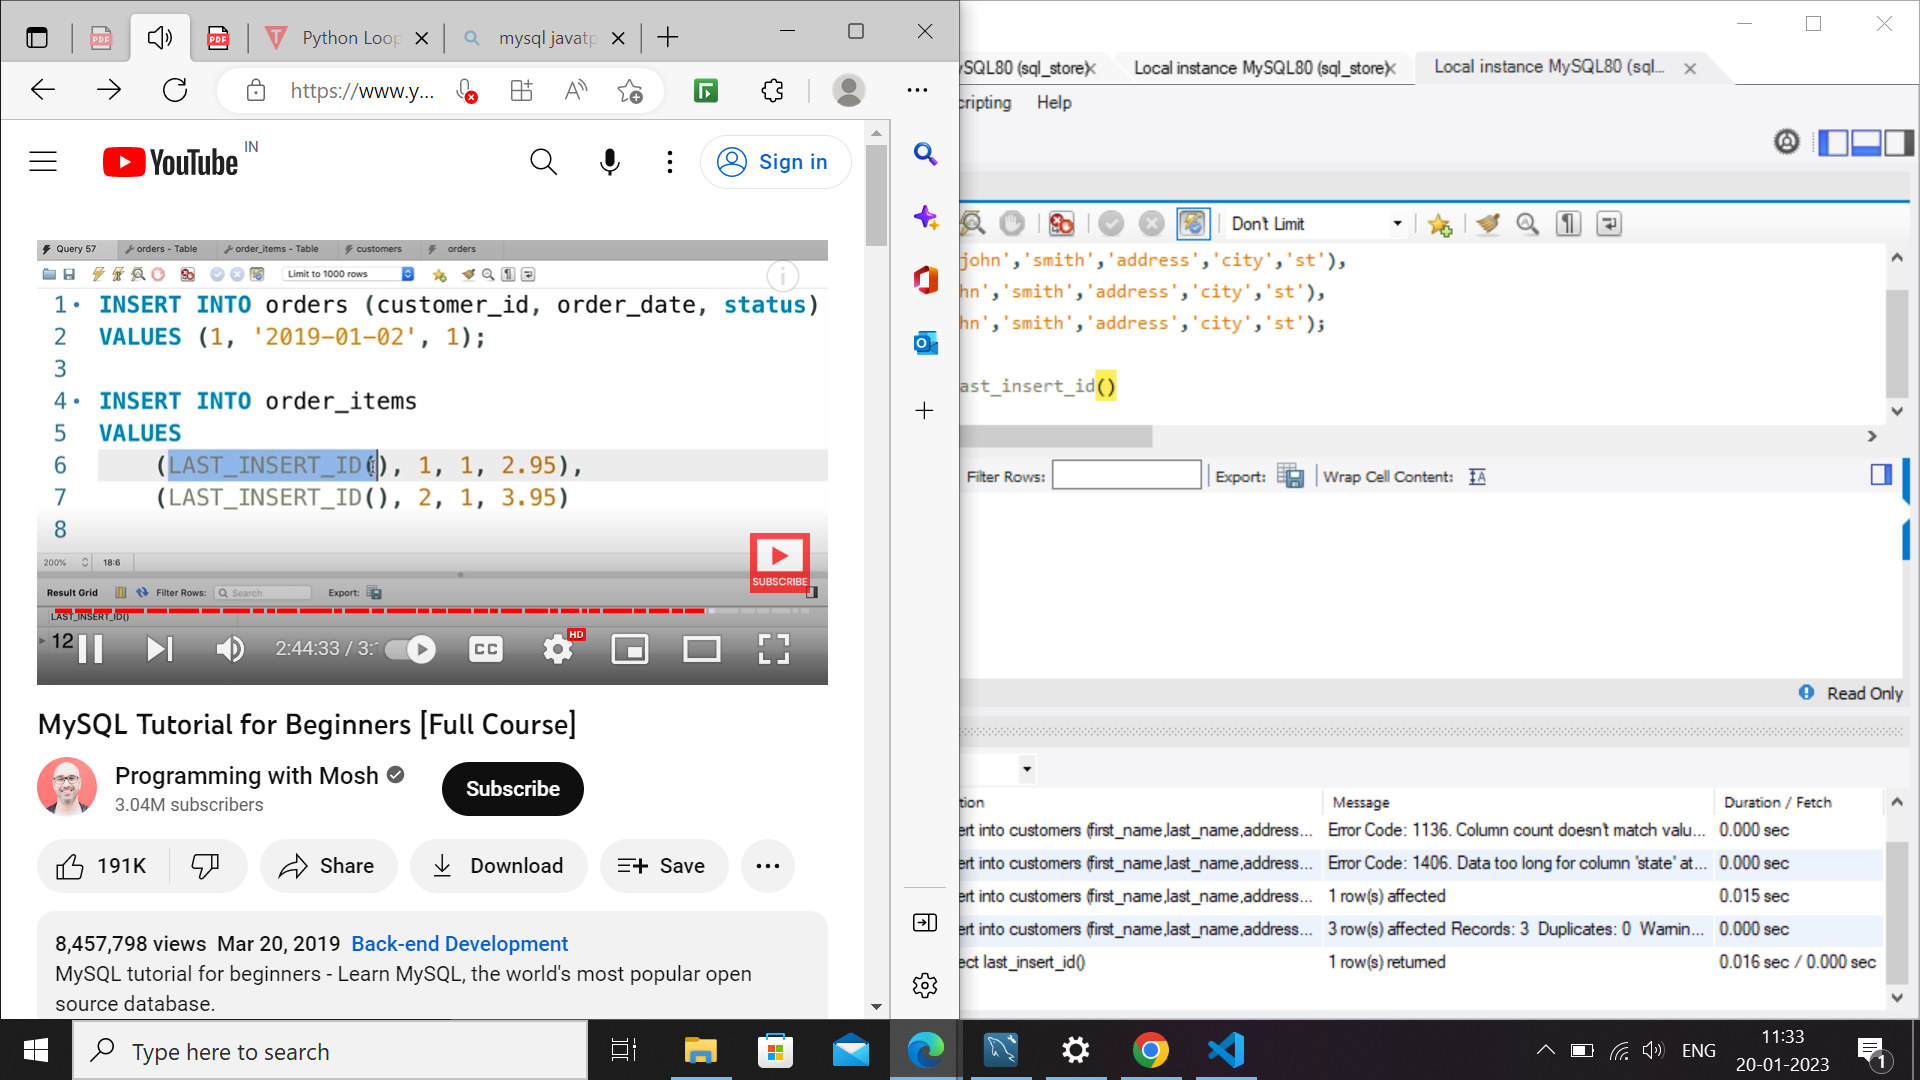 Python Loop
mysql javatp
https://www.y...
YouTube
IN
Sign in
Query 57
orders - Table
order_items - Table
customers
orders
Limit to 1000 rows
1 INSERT INTO orders (customer_id, order_date, status)
2 VALUES (1, '2019-01-02', 1);
3
4 INSERT INTO order_items
5 VALUES
6 (LAST_INSERT_ID(), 1, 1, 2.95),
7 (LAST_INSERT_ID(), 2, 1, 3.95)
8
200%
18:6
SUBSCRIBE
Result Grid
Filter Rows:
Search
Export:
LAST_INSERT_ID()
12
2:44:33 / 3:
CC
HD
MySQL Tutorial for Beginners [Full Course]
Programming with Mosh
3.04M subscribers
Subscribe
191K
Share
Download
Save
8,457,798 views Mar 20, 2019 Back-end Development
MySQL tutorial for beginners - Learn MySQL, the world's most popular open
source database.
ySQL80 (sql_store)
Local instance MySQL80 (sql_store)
Local instance MySQL80 (sql...
cripting
Help
Don't Limit
john','smith','address','city','st'),
hn','smith','address','city','st'),
hn','smith','address','city','st');
ast_insert_id()
Filter Rows:
Export:
Wrap Cell Content:
Read Only
tion
Message
Duration / Fetch
ert into customers (first_name,last_name,address... Error Code: 1136. Column count doesn't match valu... 0.000 sec
ert into customers (first_name,last_name,address... Error Code: 1406. Data too long for column 'state' at... 0.000 sec
ert into customers (first_name,last_name,address... 1 row(s) affected 0.015 sec
ert into customers (first_name,last_name,address... 3 row(s) affected Records: 3 Duplicates: 0 Warnin... 0.000 sec
ect last_insert_id() 1 row(s) returned 0.016 sec / 0.000 sec
Type here to search
ENG
11:33
20-01-2023
1